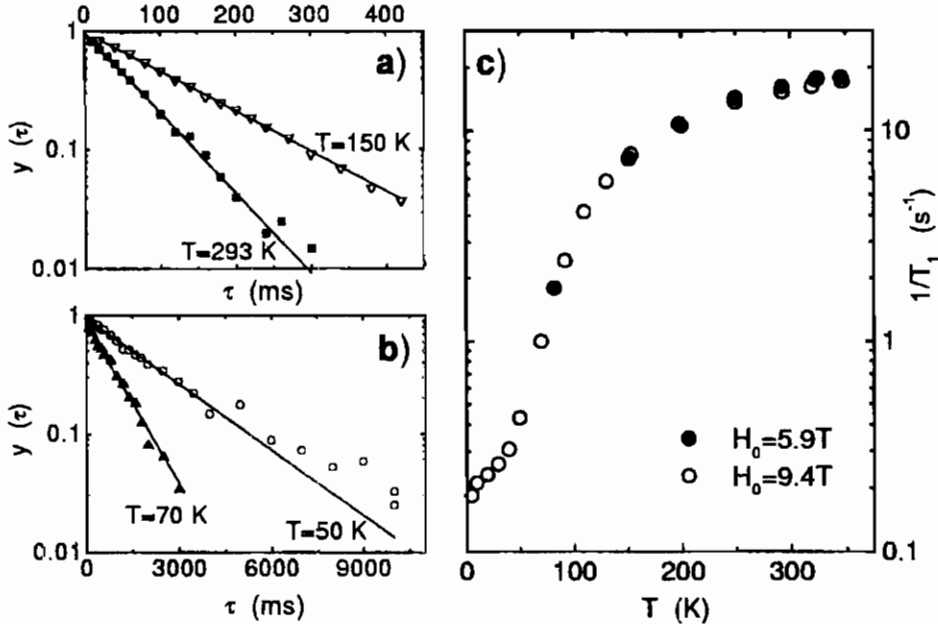 0 100 200 300 400
1
0.1
0.01
y (τ)
a)
T=150 K
T=293 K
τ (ms)
1
0.1
0.01
y (τ)
b)
T=70 K
T=50 K
0 3000 6000 9000
τ (ms)
c)
10
1
0.1
1/T₁ (s⁻¹)
H₀=5.9T
H₀=9.4T
0 100 200 300
T (K)